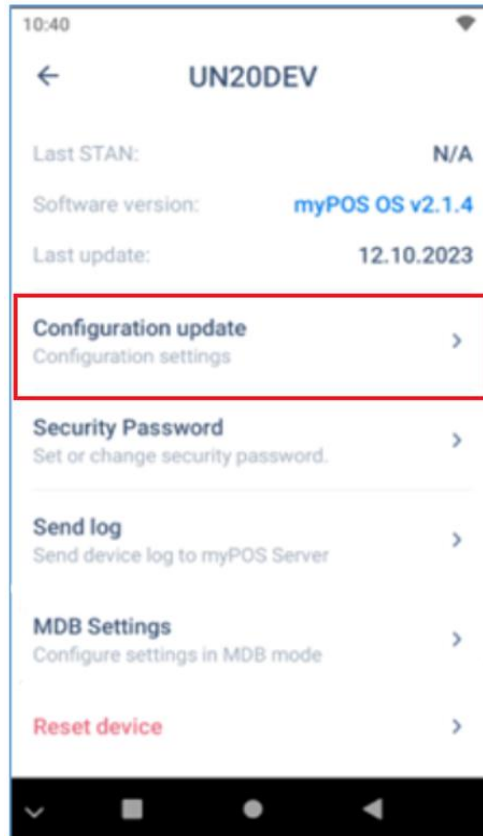 10:40
UN20DEV
Last STAN: N/A
Software version: myPOS OS v2.1.4
Last update: 12.10.2023
Configuration update
Configuration settings
Security Password
Set or change security password.
Send log
Send device log to myPOS Server
MDB Settings
Configure settings in MDB mode
Reset device